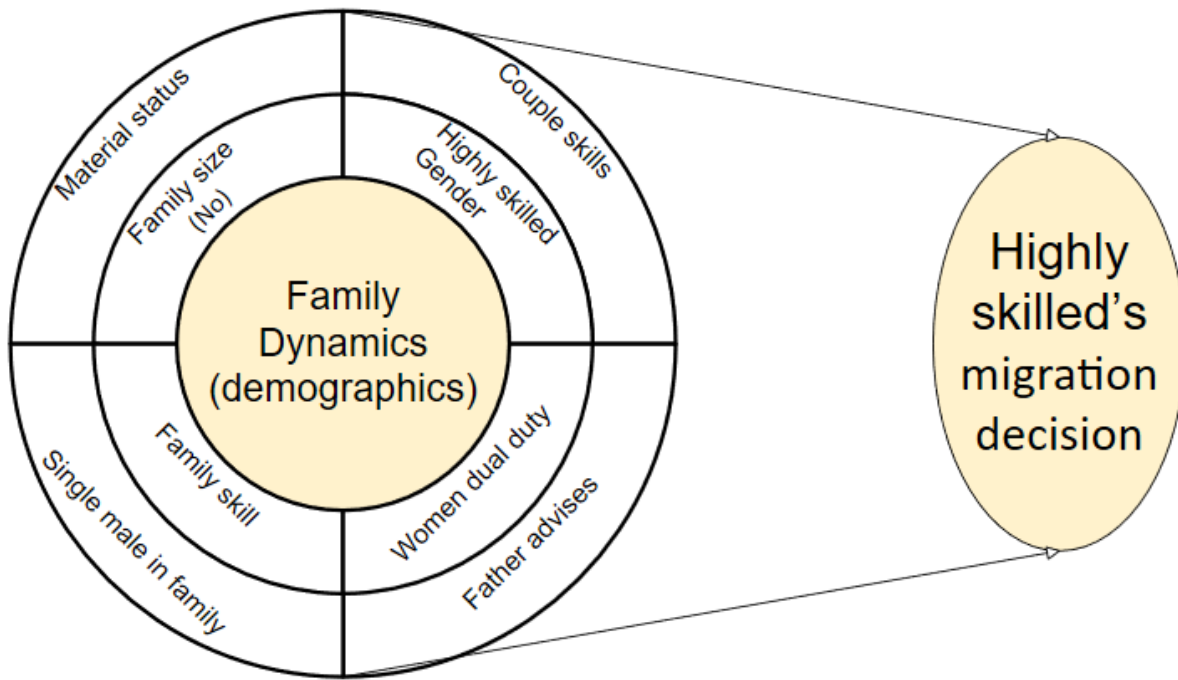 Material status
Couple skills
Family size
(No)
Highly skilled
Gender
Family
Dynamics
(demographics)
Family skill
Women dual duty
Single male in family
Father advises
Highly
skilled's
migration
decision